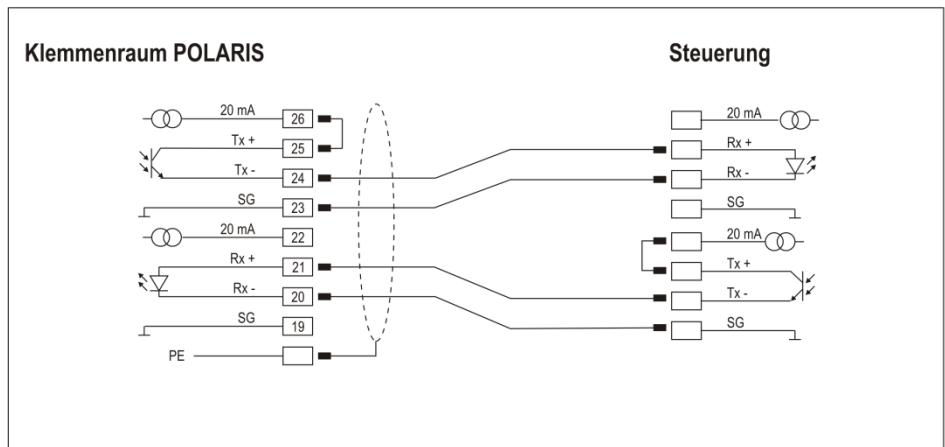 Klemmenraum POLARIS
Steuerung
20 mA 26
Tx + 25
Tx - 24
SG 23
20 mA 22
Rx + 21
Rx - 20
SG 19
PE
20 mA
Rx +
Rx -
SG
20 mA
Tx +
Tx -
SG